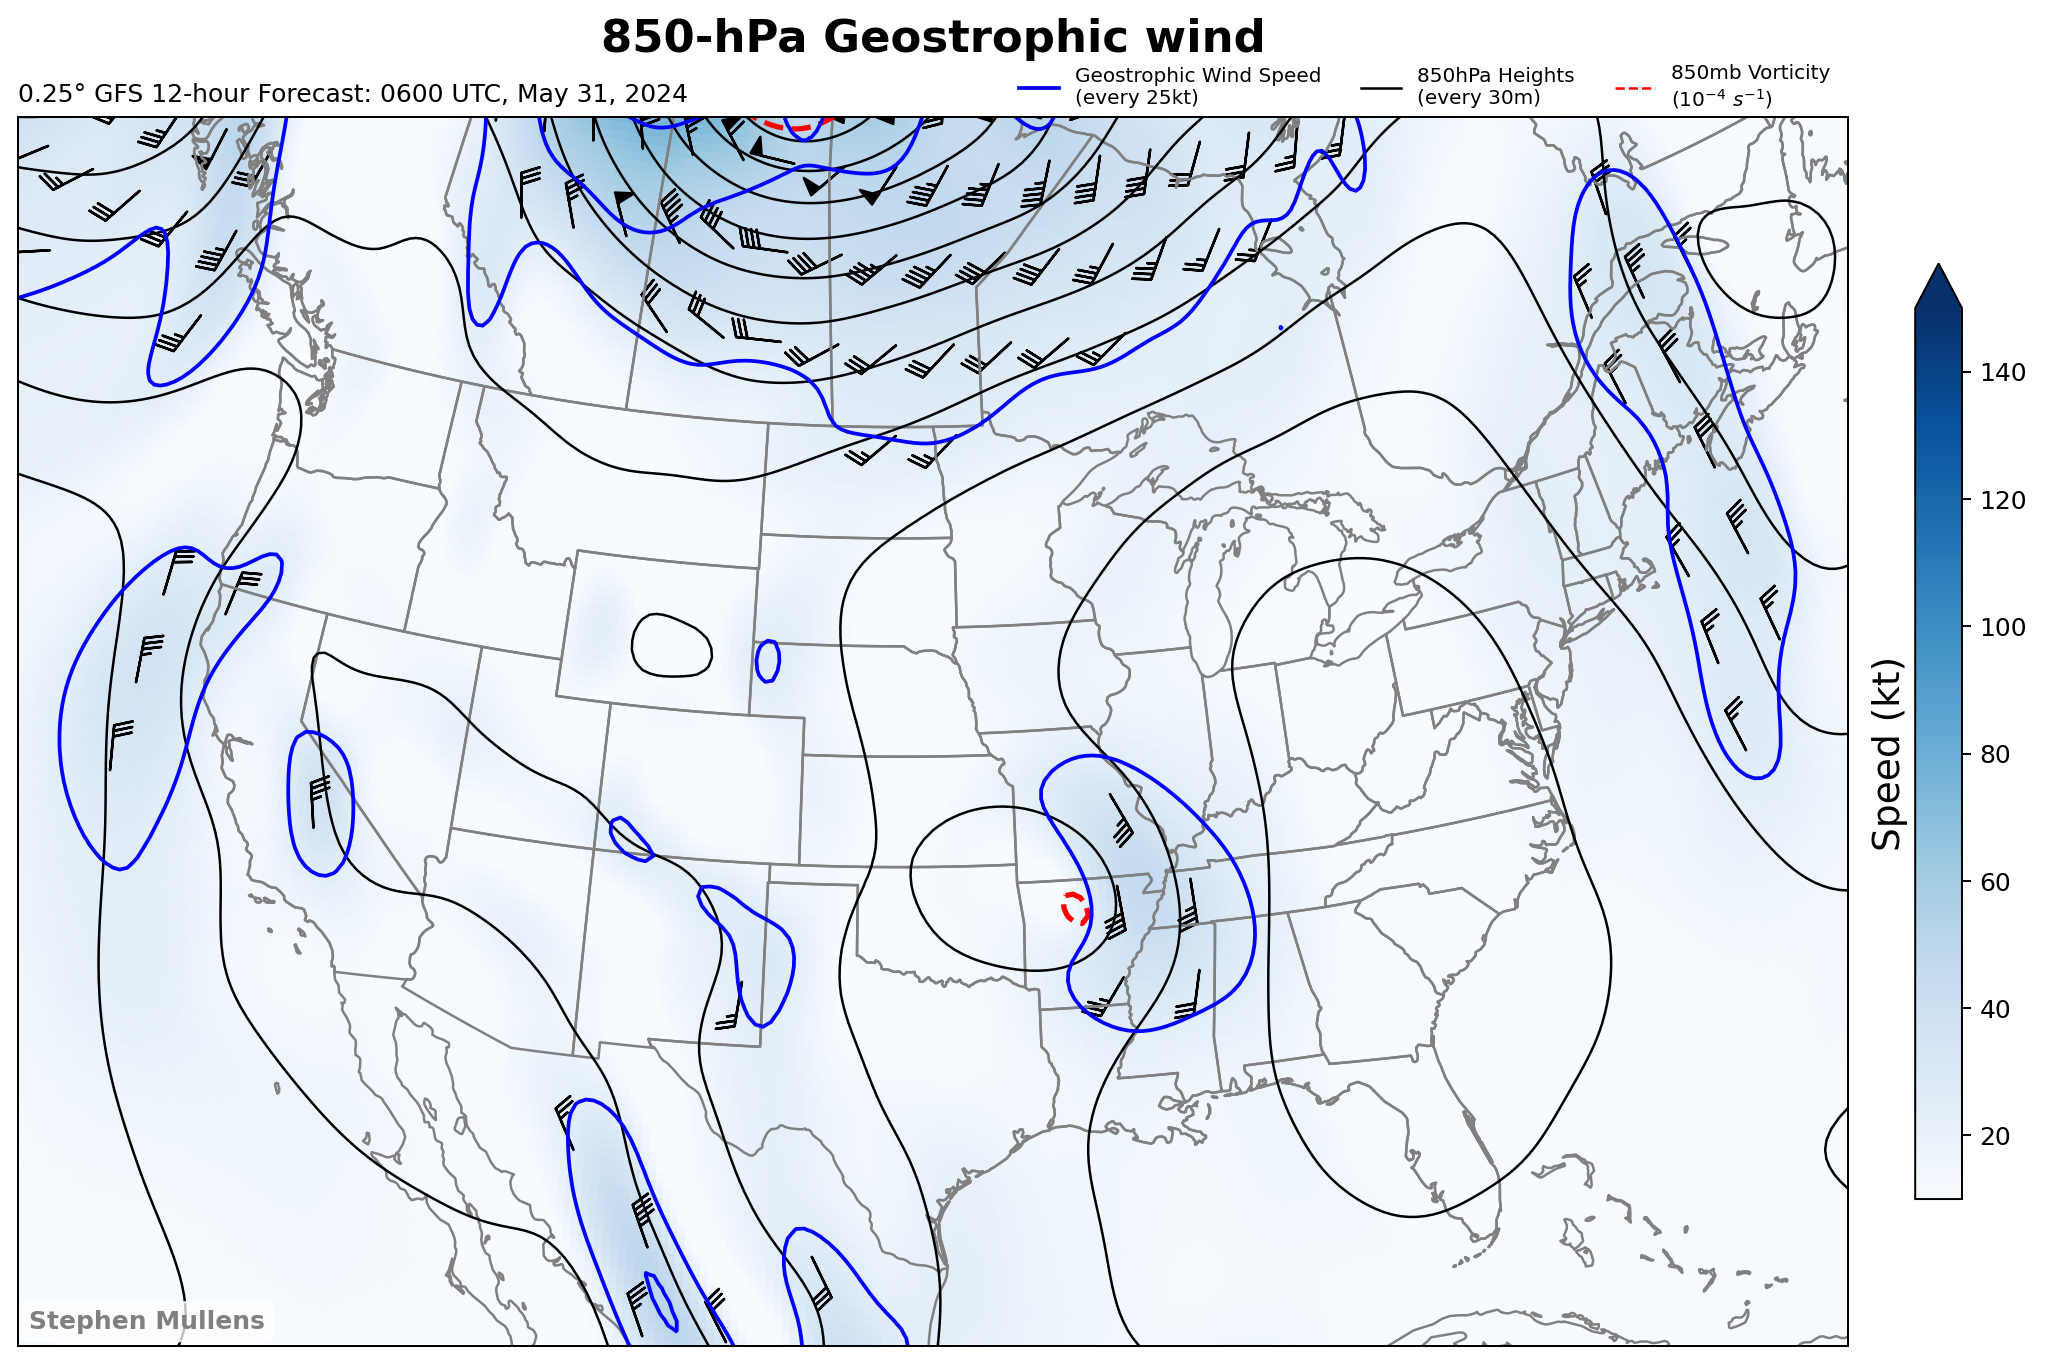 850-hPa Geostrophic wind
0.25° GFS 12-hour Forecast: 0600 UTC, May 31, 2024
Geostrophic Wind Speed
(every 25kt)
850hPa Heights
(every 30m)
850mb Vorticity
(10⁻⁴ s⁻¹)
140
120
100
80
60
40
20
Speed (kt)
Stephen Mullens